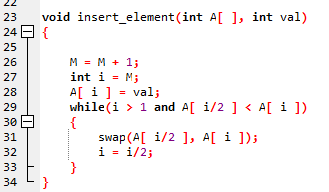 22
23 void insert_element(int A[ ], int val)
24 {
25
26 M = M + 1;
27 int i = M;
28 A[ i ] = val;
29 while(i > 1 and A[ i/2 ] < A[ i ])
30 {
31 swap(A[ i/2 ], A[ i ]);
32 i = i/2;
33 }
34 }